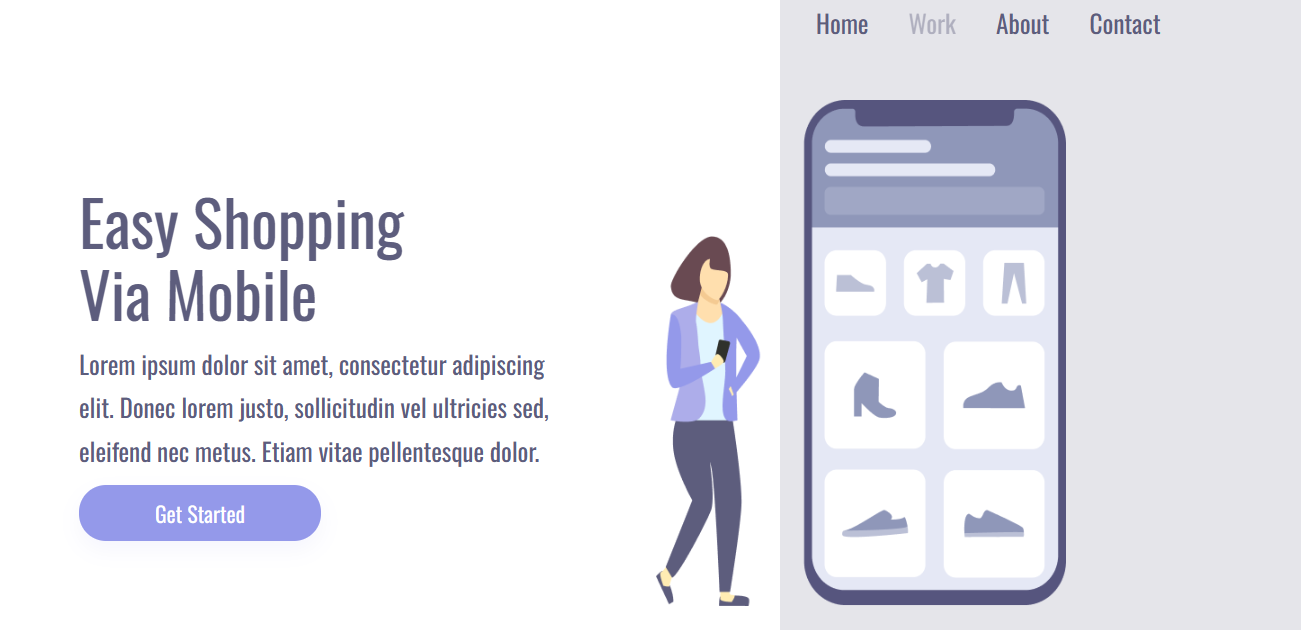 Home Work About Contact
Easy Shopping
Via Mobile
Lorem ipsum dolor sit amet, consectetur adipiscing
elit. Donec lorem justo, sollicitudin vel ultricies sed,
eleifend nec metus. Etiam vitae pellentesque dolor.
Get Started